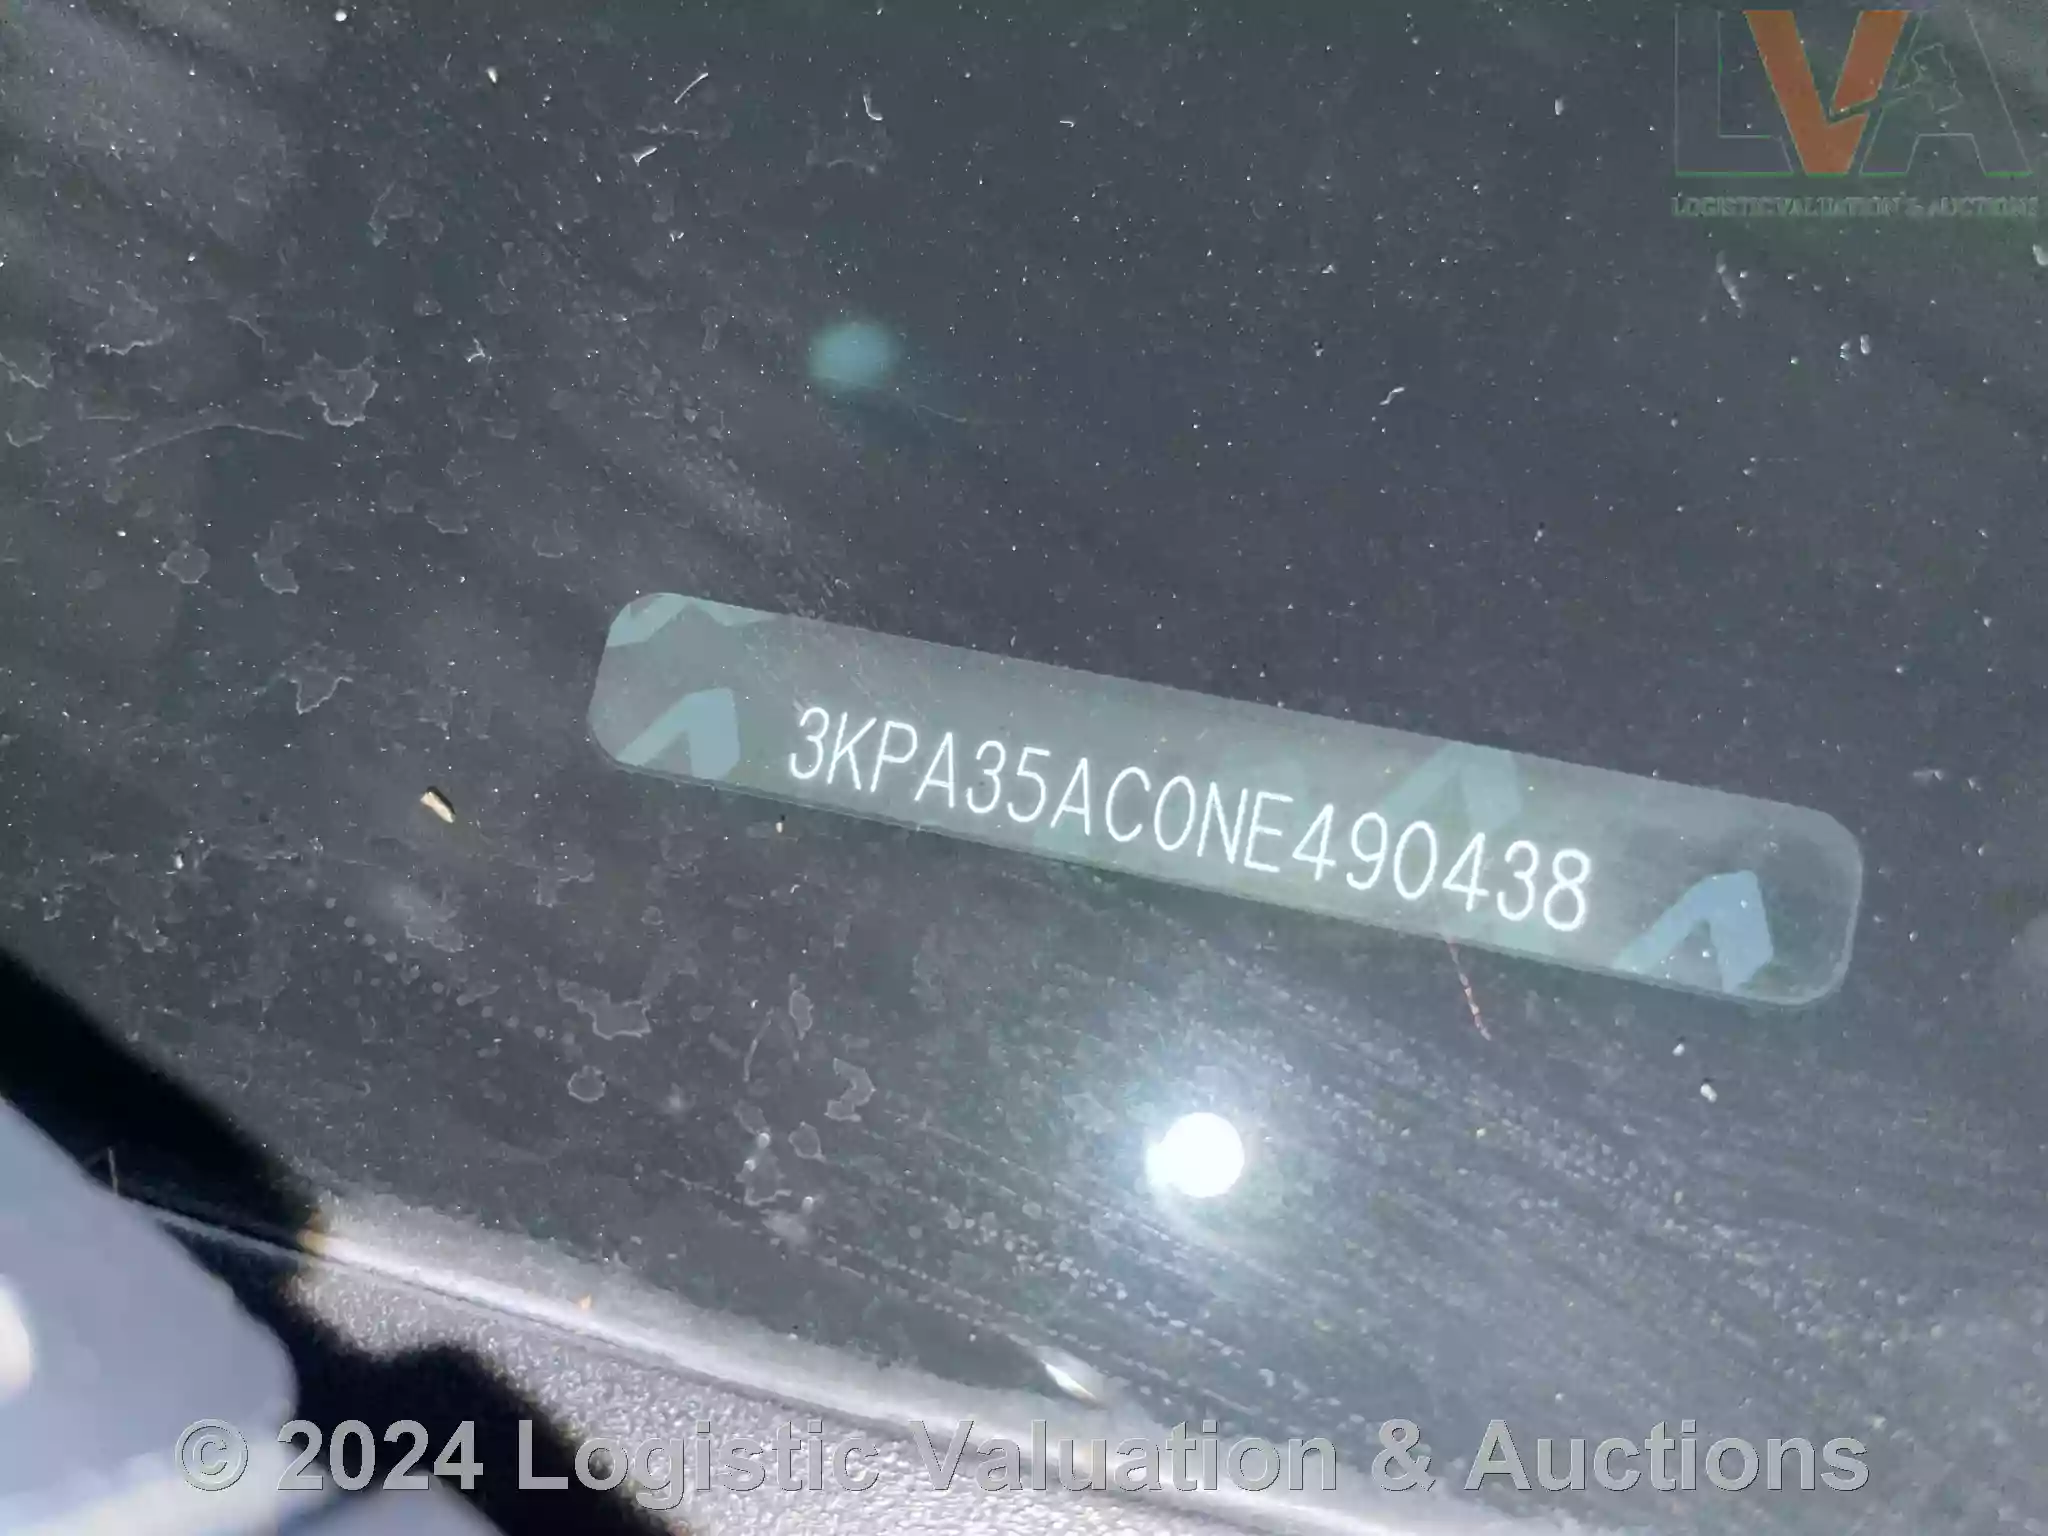 LVA
LOGISTIC VALUATION & AUCTIONS
3KPA35AC0NE490438
© 2024 Logistic Valuation & Auctions